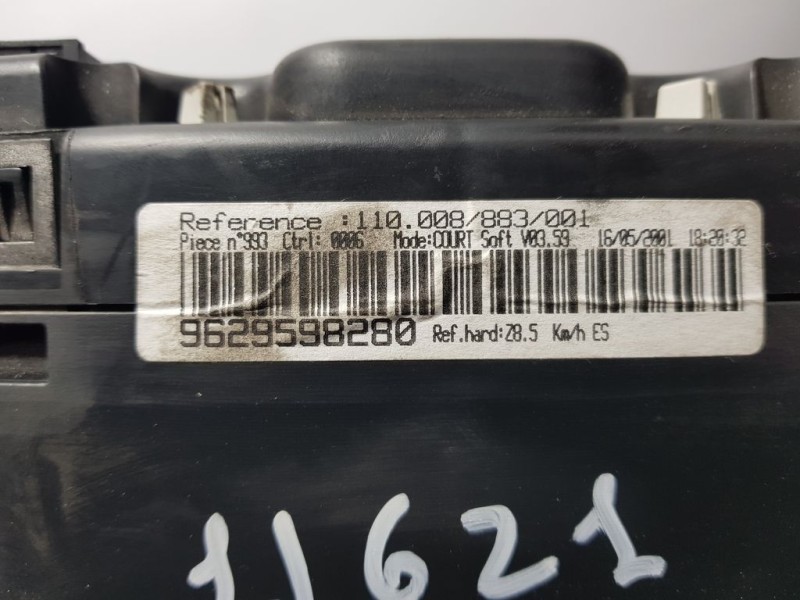 Reference :110.008/883/001
Piece n°993 Ctrl: 0006 Mode:COURT Soft V03.59 16/05/2001 18:20:32
9629598280 Ref.hard:28.5 Km/h ES
11621